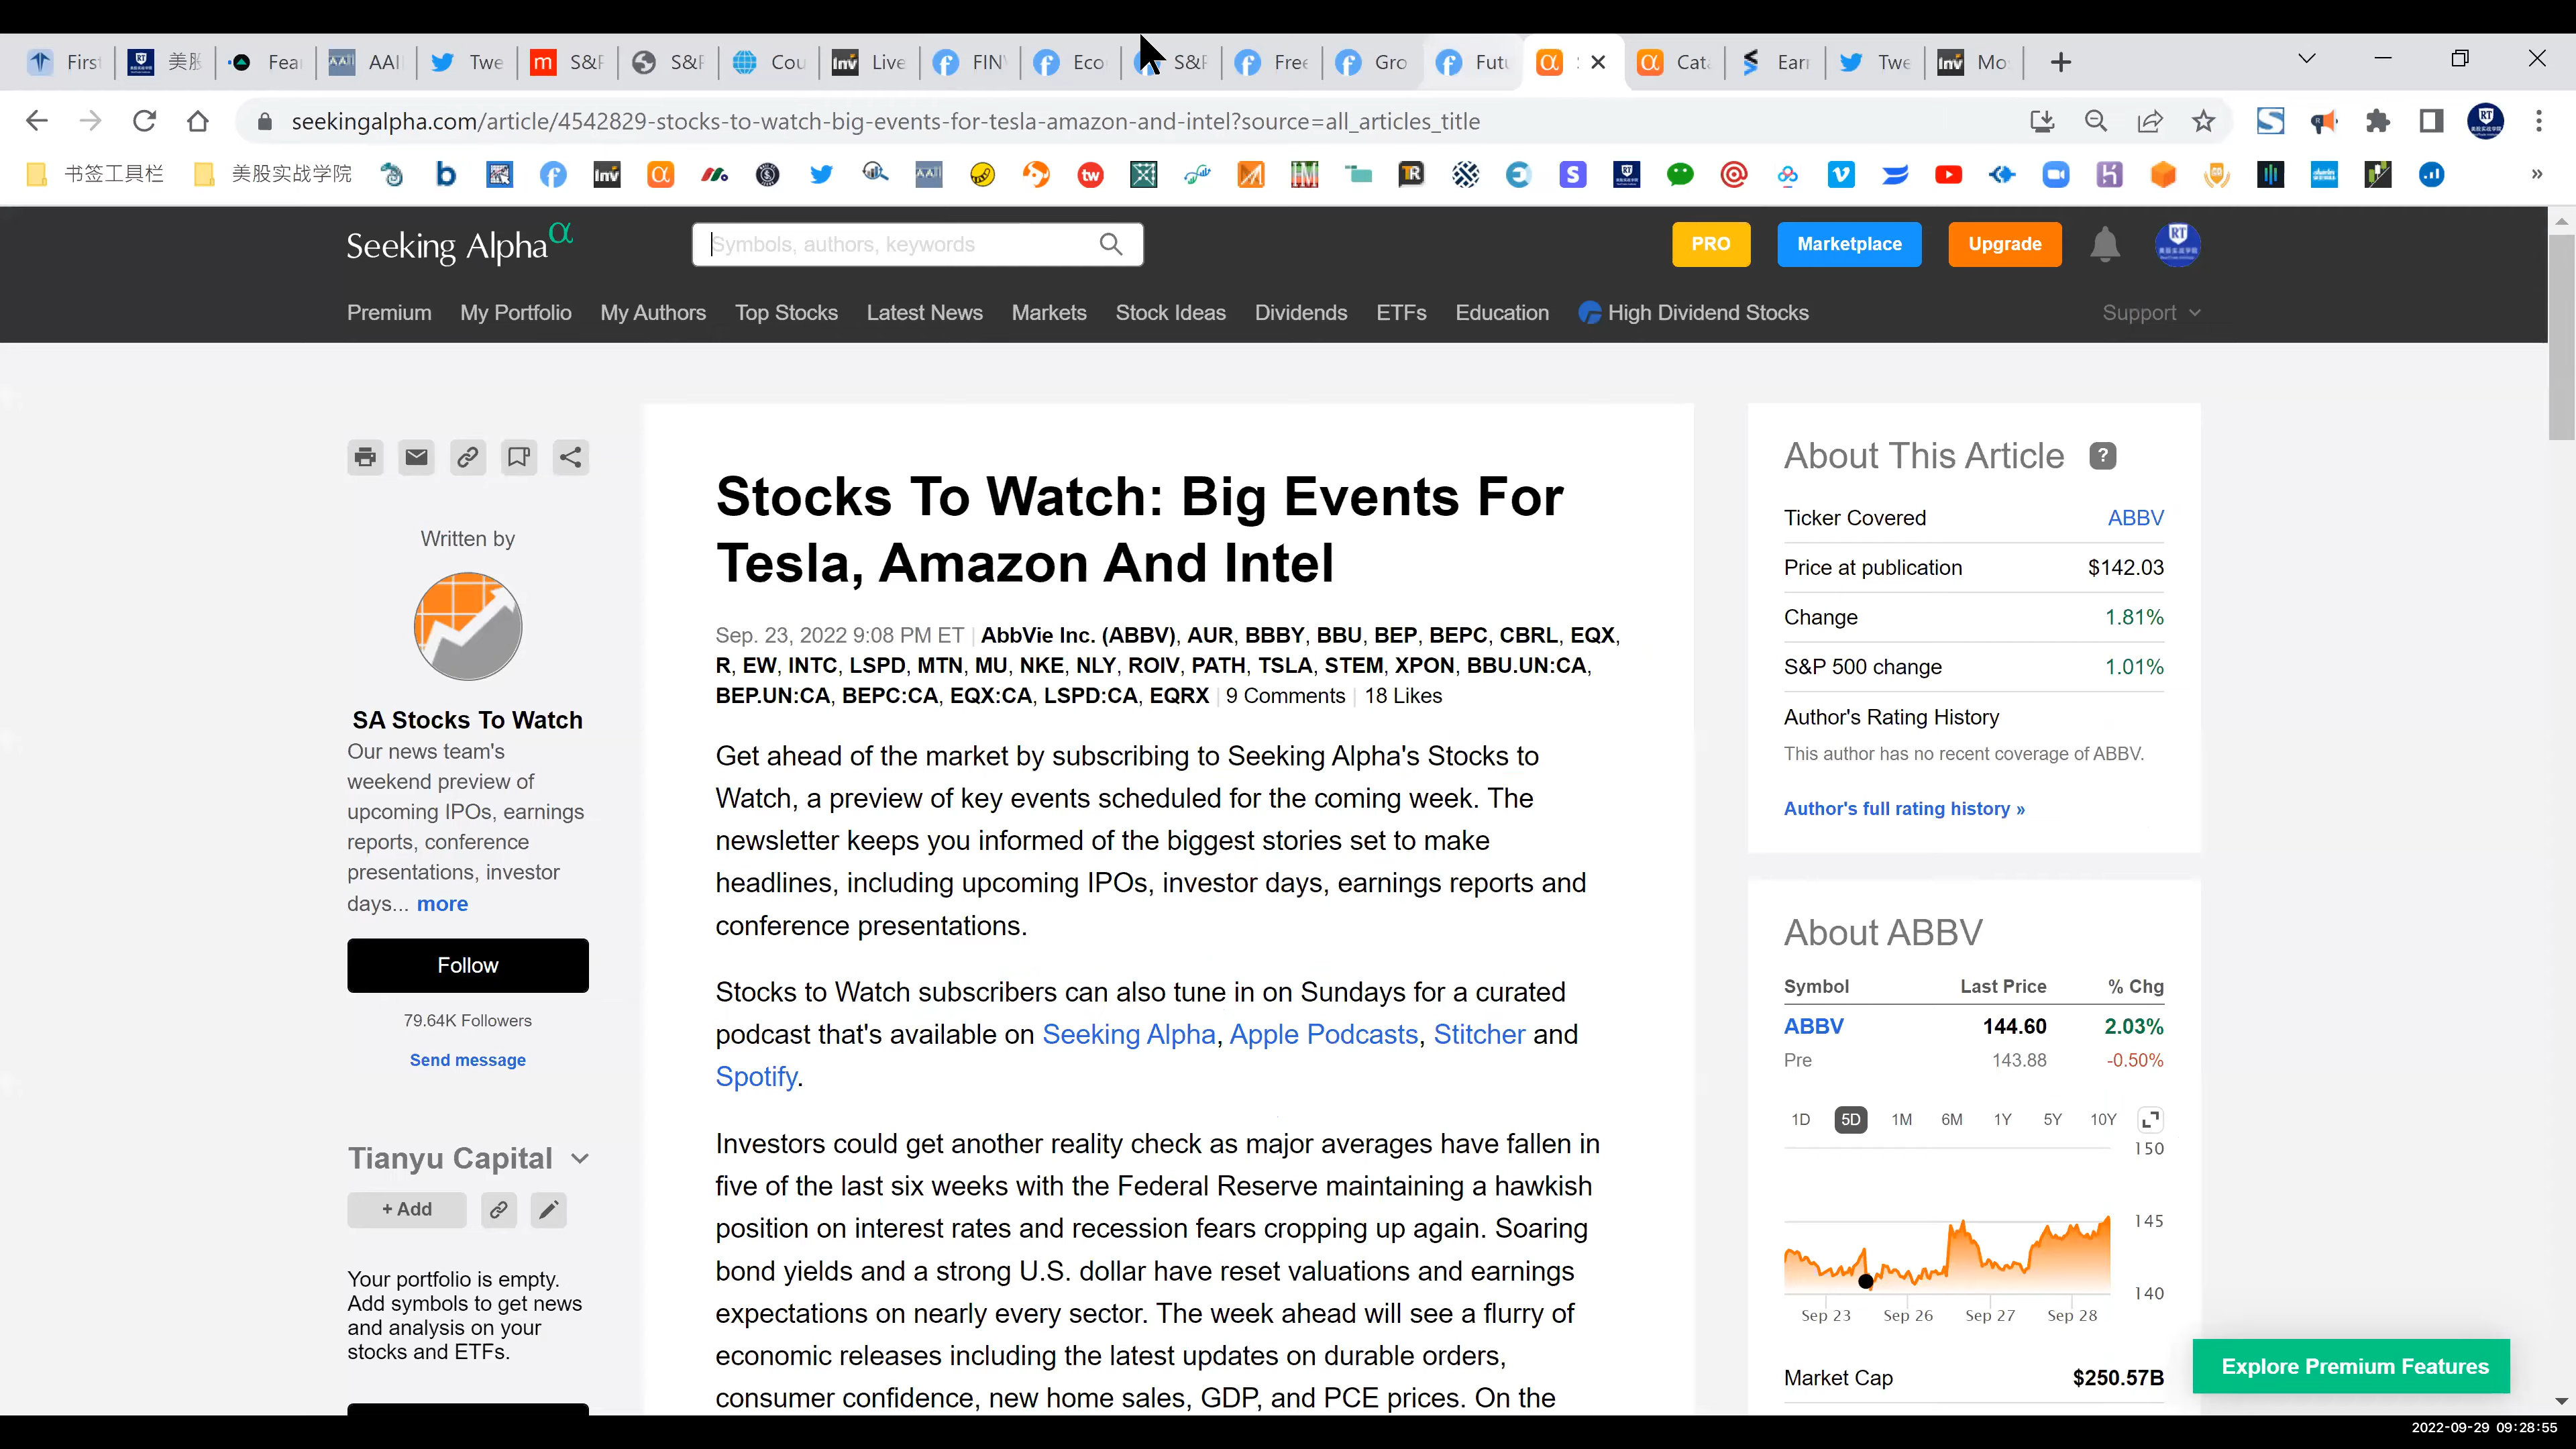 First 美股 Fear AAII Twe S&P S&P Cou Live FIN Eco S&P Free Gro Futu Cata Earn Twe Mo
seekingalpha.com/article/4542829-stocks-to-watch-big-events-for-tesla-amazon-and-intel?source=all_articles_title
书签工具栏 美股实战学院
Seeking Alpha α
Symbols, authors, keywords
PRO Marketplace Upgrade
Premium My Portfolio My Authors Top Stocks Latest News Markets Stock Ideas Dividends ETFs Education High Dividend Stocks Support
Written by
SA Stocks To Watch
Our news team's
weekend preview of
upcoming IPOs, earnings
reports, conference
presentations, investor
days... more
Follow
79.64K Followers
Send message
Tianyu Capital
+ Add
Your portfolio is empty.
Add symbols to get news
and analysis on your
stocks and ETFs.
Stocks To Watch: Big Events For
Tesla, Amazon And Intel
Sep. 23, 2022 9:08 PM ET AbbVie Inc. (ABBV), AUR, BBBY, BBU, BEP, BEPC, CBRL, EQX,
R, EW, INTC, LSPD, MTN, MU, NKE, NLY, ROIV, PATH, TSLA, STEM, XPON, BBU.UN:CA,
BEP.UN:CA, BEPC:CA, EQX:CA, LSPD:CA, EQRX 9 Comments 18 Likes
Get ahead of the market by subscribing to Seeking Alpha's Stocks to
Watch, a preview of key events scheduled for the coming week. The
newsletter keeps you informed of the biggest stories set to make
headlines, including upcoming IPOs, investor days, earnings reports and
conference presentations.
Stocks to Watch subscribers can also tune in on Sundays for a curated
podcast that's available on Seeking Alpha, Apple Podcasts, Stitcher and
Spotify.
Investors could get another reality check as major averages have fallen in
five of the last six weeks with the Federal Reserve maintaining a hawkish
position on interest rates and recession fears cropping up again. Soaring
bond yields and a strong U.S. dollar have reset valuations and earnings
expectations on nearly every sector. The week ahead will see a flurry of
economic releases including the latest updates on durable orders,
consumer confidence, new home sales, GDP, and PCE prices. On the
About This Article ?
Ticker Covered ABBV
Price at publication $142.03
Change 1.81%
S&P 500 change 1.01%
Author's Rating History
This author has no recent coverage of ABBV.
Author's full rating history »
About ABBV
Symbol Last Price % Chg
ABBV 144.60 2.03%
Pre 143.88 -0.50%
1D 5D 1M 6M 1Y 5Y 10Y
150
145
140
Sep 23 Sep 26 Sep 27 Sep 28
Market Cap $250.57B
Explore Premium Features
2022-09-29 09:28:55